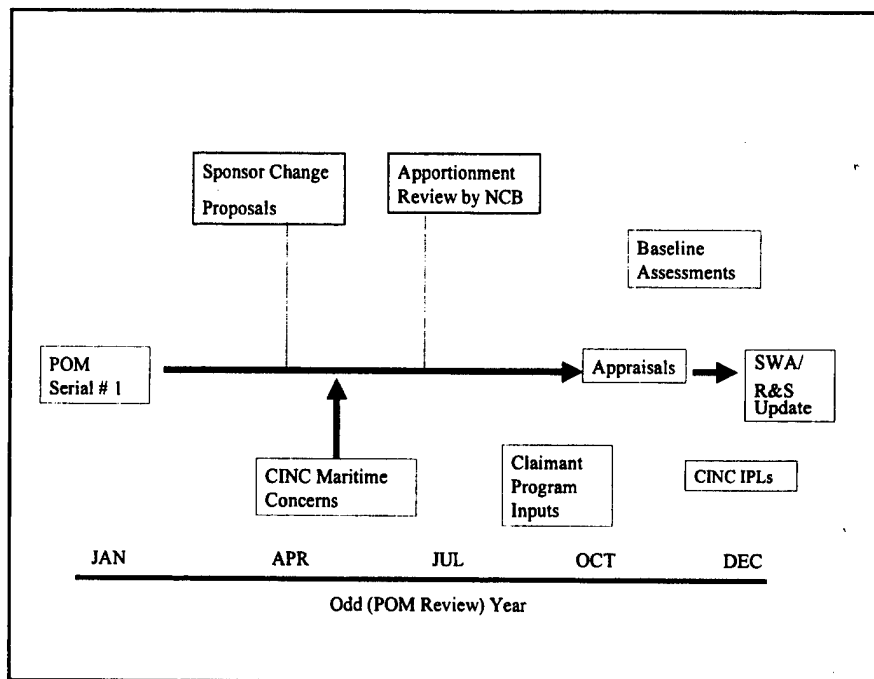 Sponsor Change
Proposals
Apportionment
Review by NCB
Baseline
Assessments
POM
Serial # 1
Appraisals
SWA/
R&S
Update
CINC Maritime
Concerns
Claimant
Program
Inputs
CINC IPLs
JAN APR JUL OCT DEC
Odd (POM Review) Year